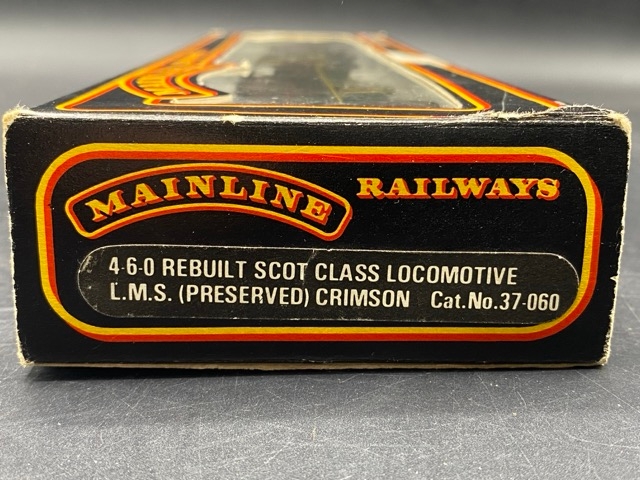 MAINLINE RAILWAYS
4-6-0 REBUILT SCOT CLASS LOCOMOTIVE
L.M.S. (PRESERVED) CRIMSON Cat.No.37-060